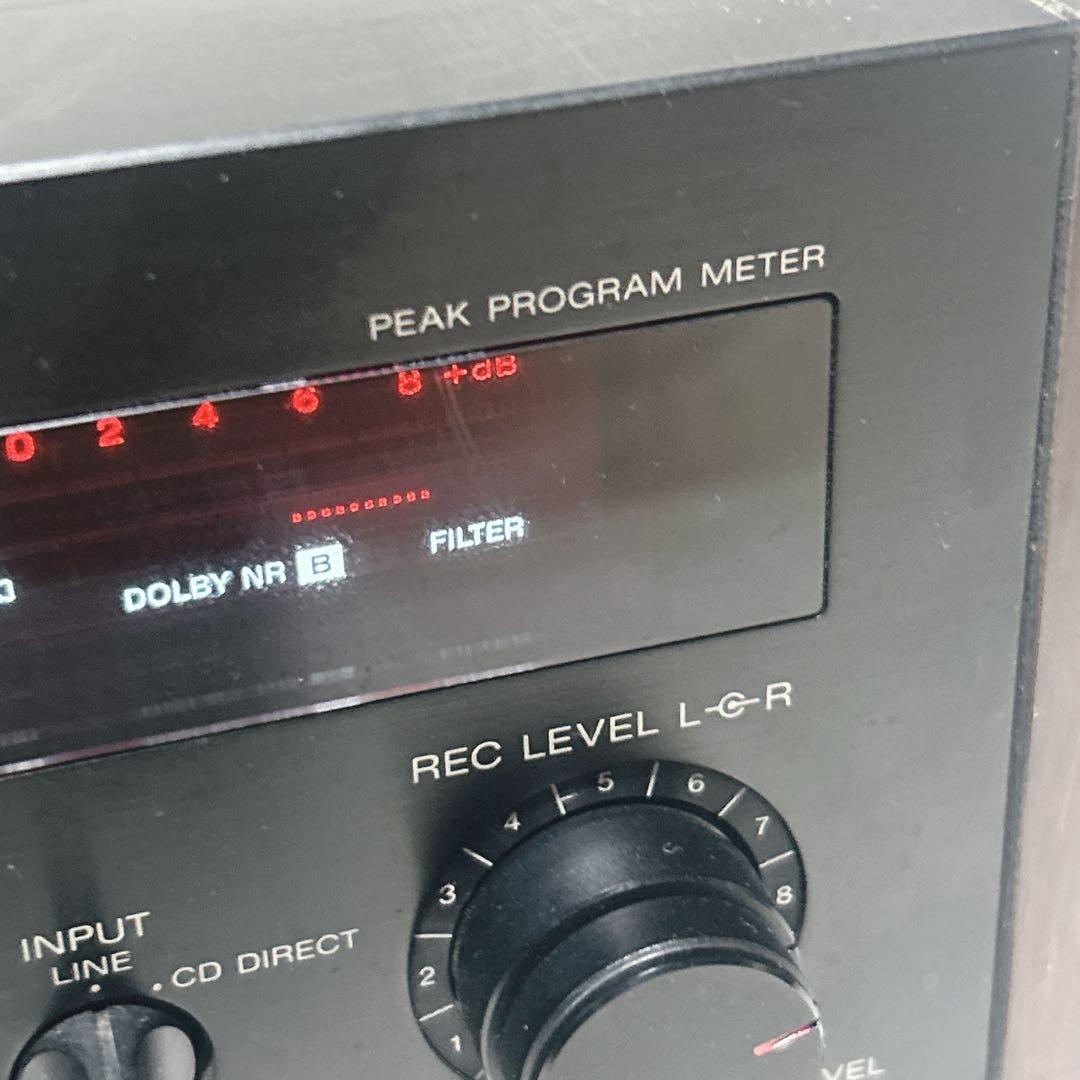 PEAK PROGRAM METER
0 2 4 6 8 +dB
DOLBY NR B FILTER
REC LEVEL L R
1 2 3 4 5 6 7 8
INPUT
LINE
CD DIRECT